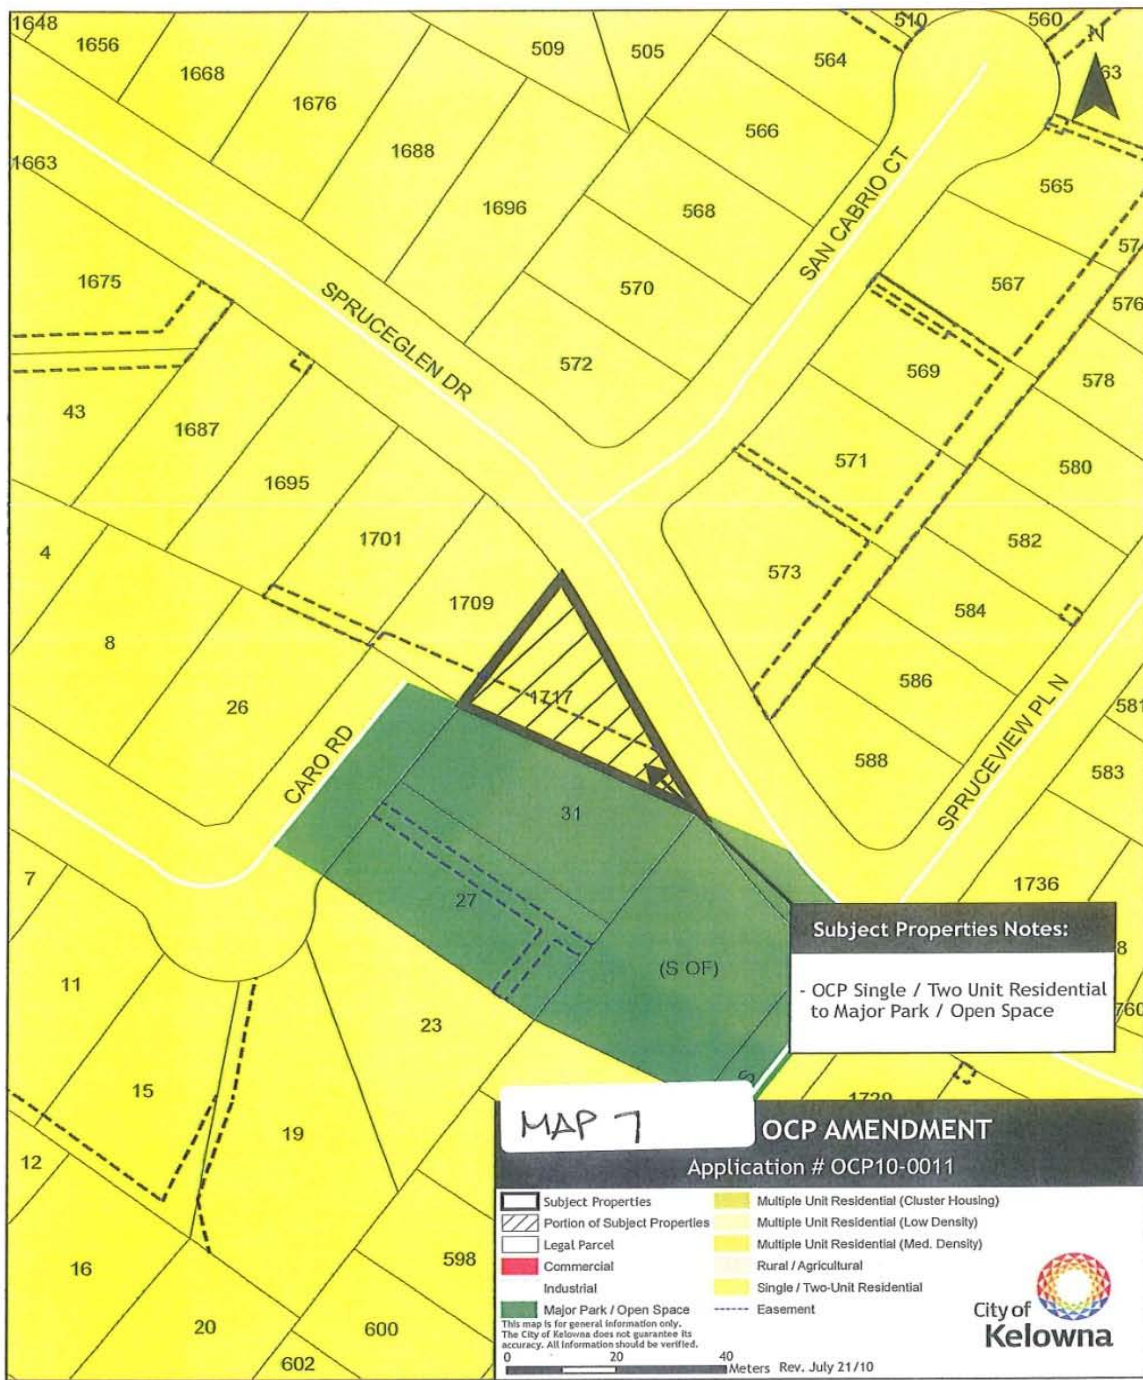 1648
1656
1668
1676
1688
1696
509
505
564
510
560
N
63
566
568
570
572
SAN CABRIO CT
565
57
567
576
569
578
571
580
582
573
584
586
588
SPRUCEVIEW PL N
581
583
1663
1675
SPRUCEGLEN DR
43
1687
1695
1701
1709
1717
4
8
26
CARO RD
31
27
(S OF)
7
11
15
12
16
19
20
23
598
600
602
1736
8
760
1729
S
Subject Properties Notes:
- OCP Single / Two Unit Residential
to Major Park / Open Space
MAP 7
OCP AMENDMENT
Application # OCP10-0011
Subject Properties
Portion of Subject Properties
Legal Parcel
Commercial
Industrial
Major Park / Open Space
Multiple Unit Residential (Cluster Housing)
Multiple Unit Residential (Low Density)
Multiple Unit Residential (Med. Density)
Rural / Agricultural
Single / Two-Unit Residential
Easement
This map is for general information only.
The City of Kelowna does not guarantee its
accuracy. All information should be verified.
0 20 40
Meters Rev. July 21/10
City of
Kelowna